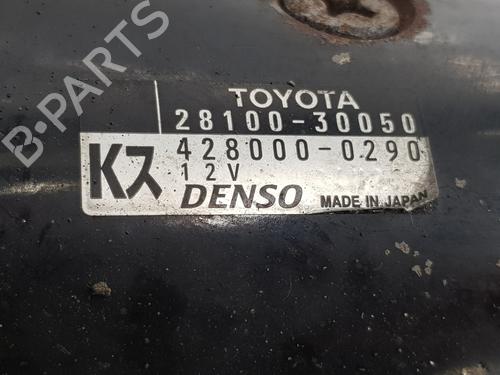 B-PARTS
TOYOTA
28100-30050
Kス 428000-0290
12V
DENSO MADE IN JAPAN